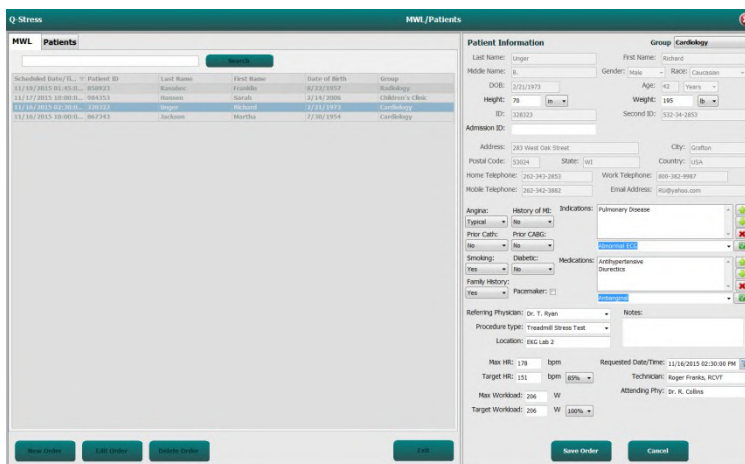 Q-Stress MWL/Patients
MWL Patients
Search
Scheduled Date/Ti... Patient ID Last Name First Name Date of Birth Group
11/18/2015 01:45:0... 850923 Franklin 8/23/1957 Radiology
11/17/2015 10:00:0... 984353 Hansen Sarah 2/14/2006 Children's Clinic
11/16/2015 02:30:0... 328323 Unger Richard 2/21/1973 Cardiology
11/16/2015 10:00:0... 867343 Jackson Martha 2/30/1954 Cardiology
New Order Edit Order Delete Order Exit
Patient Information Group Cardiology
Last Name: Unger First Name: Richard
Middle Name: B. Gender: Male Race: Caucasian
DOB: 2/21/1973 Age: 42 Years
Height: 70 in Weight: 195 lb
ID: 328323 Second ID: 532-34-2653
Admission ID:
Address: 283 West Oak Street City: Grafton
Postal Code: 53024 State: WI Country: USA
Home Telephone: 262-343-2853 Work Telephone: 800-382-9987
Mobile Telephone: 262-342-5882 Email Address: RU@yahoo.com
Angina: History of MI: Indications: Pulmonary Disease
Typical No
Prior Cath: Prior CABG:
No No Abnormal ECG
Smoking: Diabetic: Medications: Antihypertensive
Yes No Diurectics
Family History:
Yes Pacemaker: Antianginal
Referring Physician: Dr. T. Ryan Notes:
Procedure type: Treadmill Stress Test
Location: EKG Lab 2
Max HR: 178 bpm Requested Date/Time: 11/16/2015 02:30:00 PM
Target HR: 151 bpm 85% Technician: Roger Franks, RCVT
Attending Phy: Dr. R. Collins
Max Workload: 206 W
Target Workload: 206 W 100%
Save Order Cancel